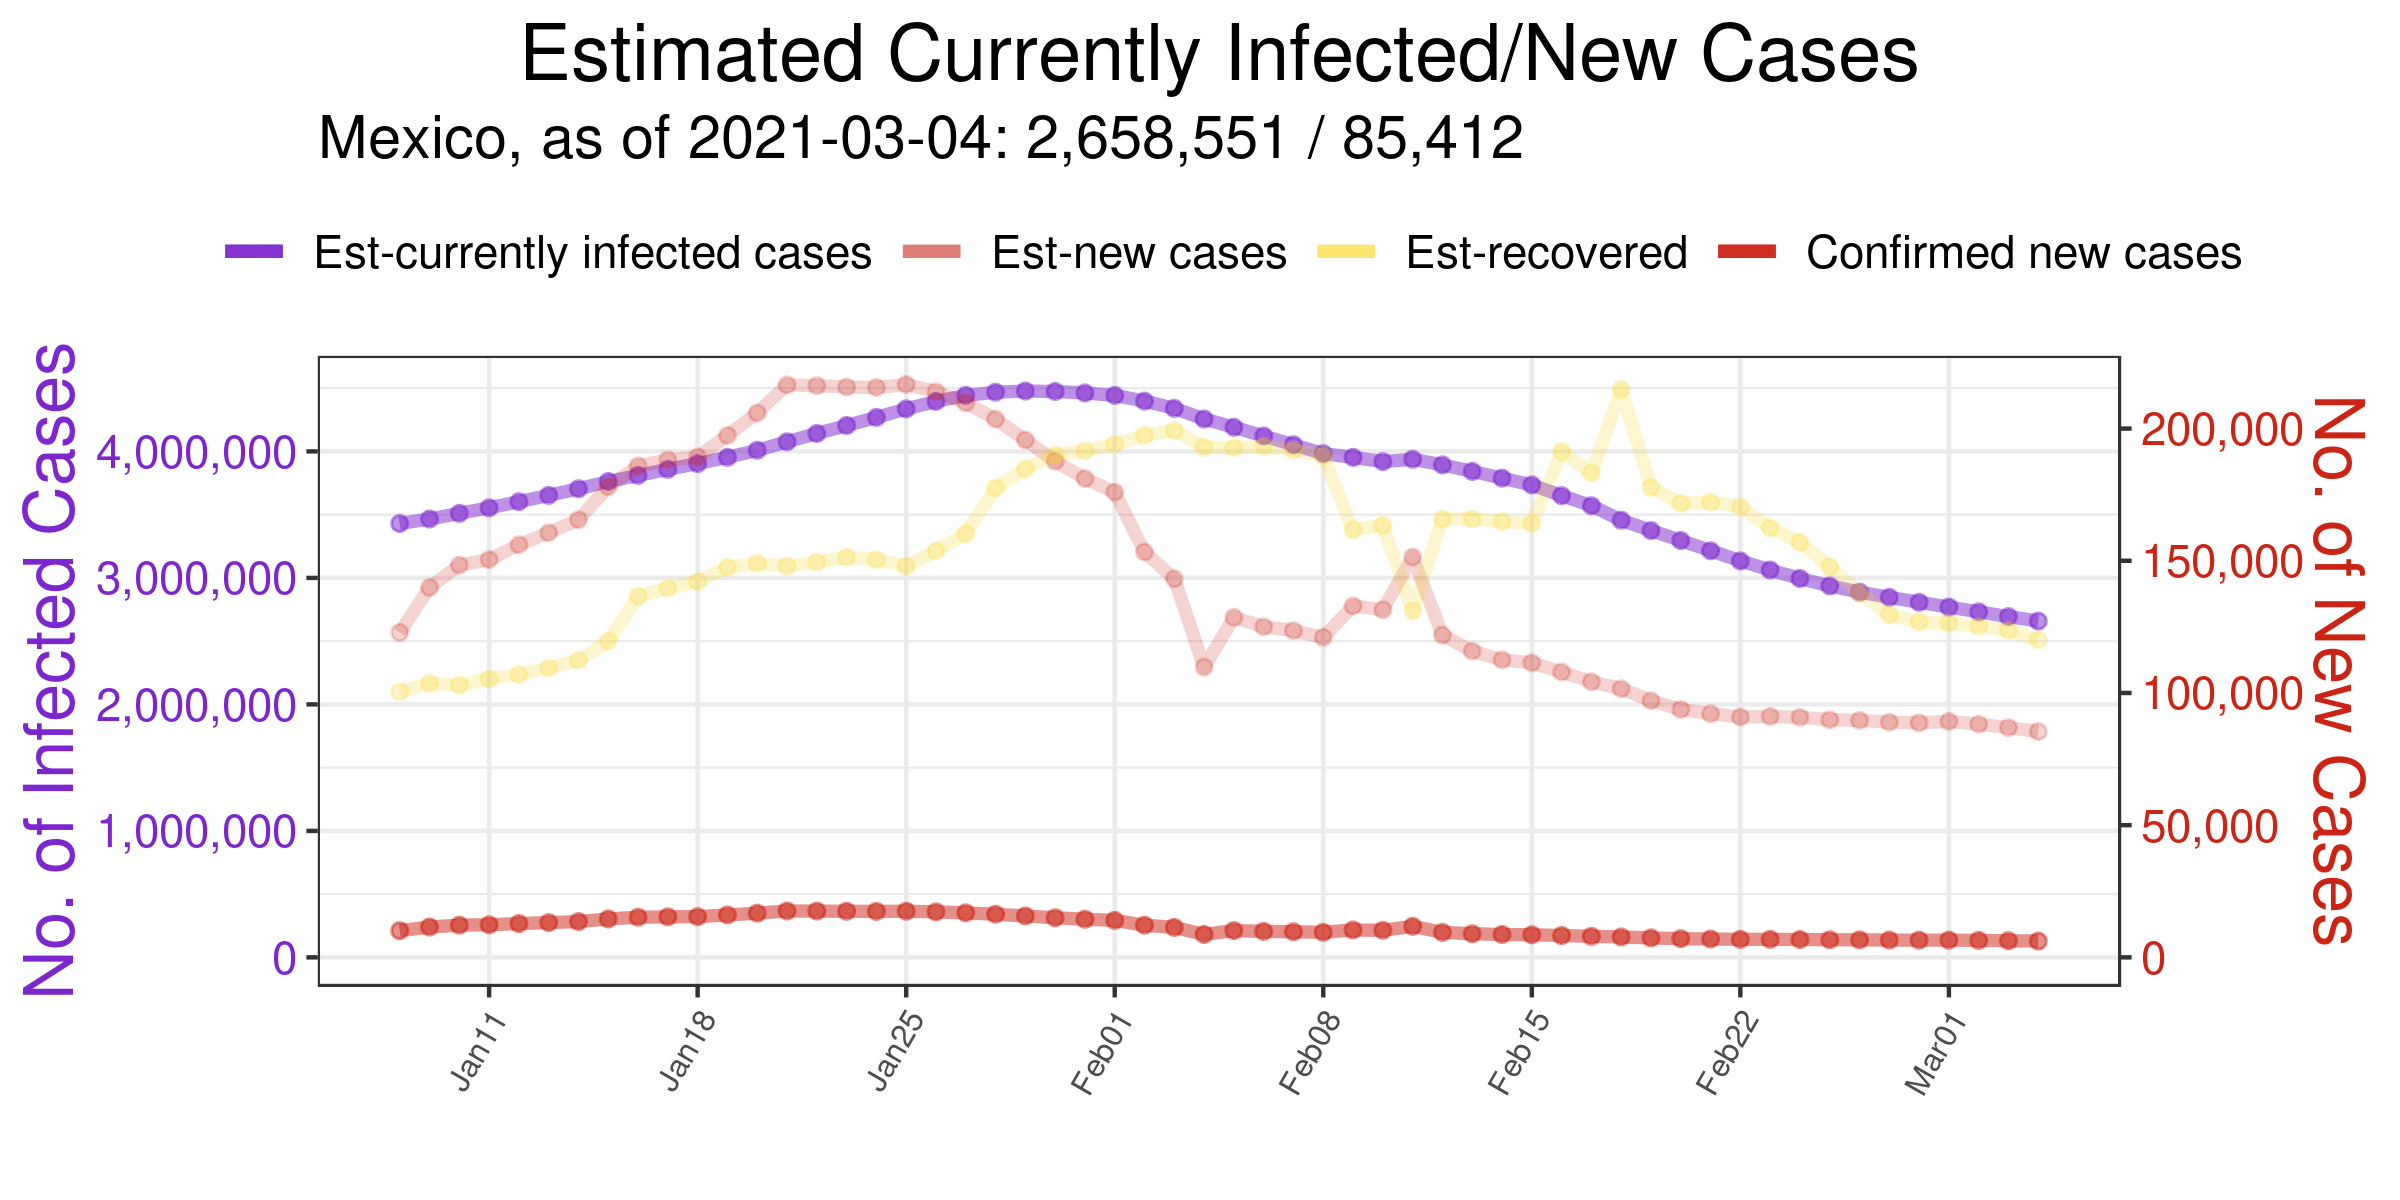 Estimated Currently Infected/New Cases
Mexico, as of 2021-03-04: 2,658,551 / 85,412
Est-currently infected cases Est-new cases Est-recovered Confirmed new cases
No. of Infected Cases
4,000,000
3,000,000
2,000,000
1,000,000
0
200,000
150,000
100,000
50,000
0
No. of New Cases
Jan11 Jan18 Jan25 Feb01 Feb08 Feb15 Feb22 Mar01